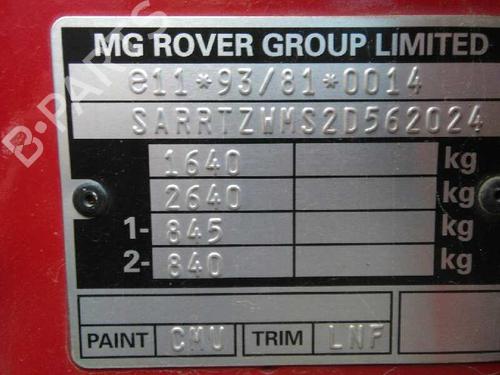 MG ROVER GROUP LIMITED
e11*93/81*0014
SARRTZWMS2D562024
1640 kg
2640 kg
1- 845 kg
2- 840 kg
PAINT CMU TRIM LNF
B-PARTS